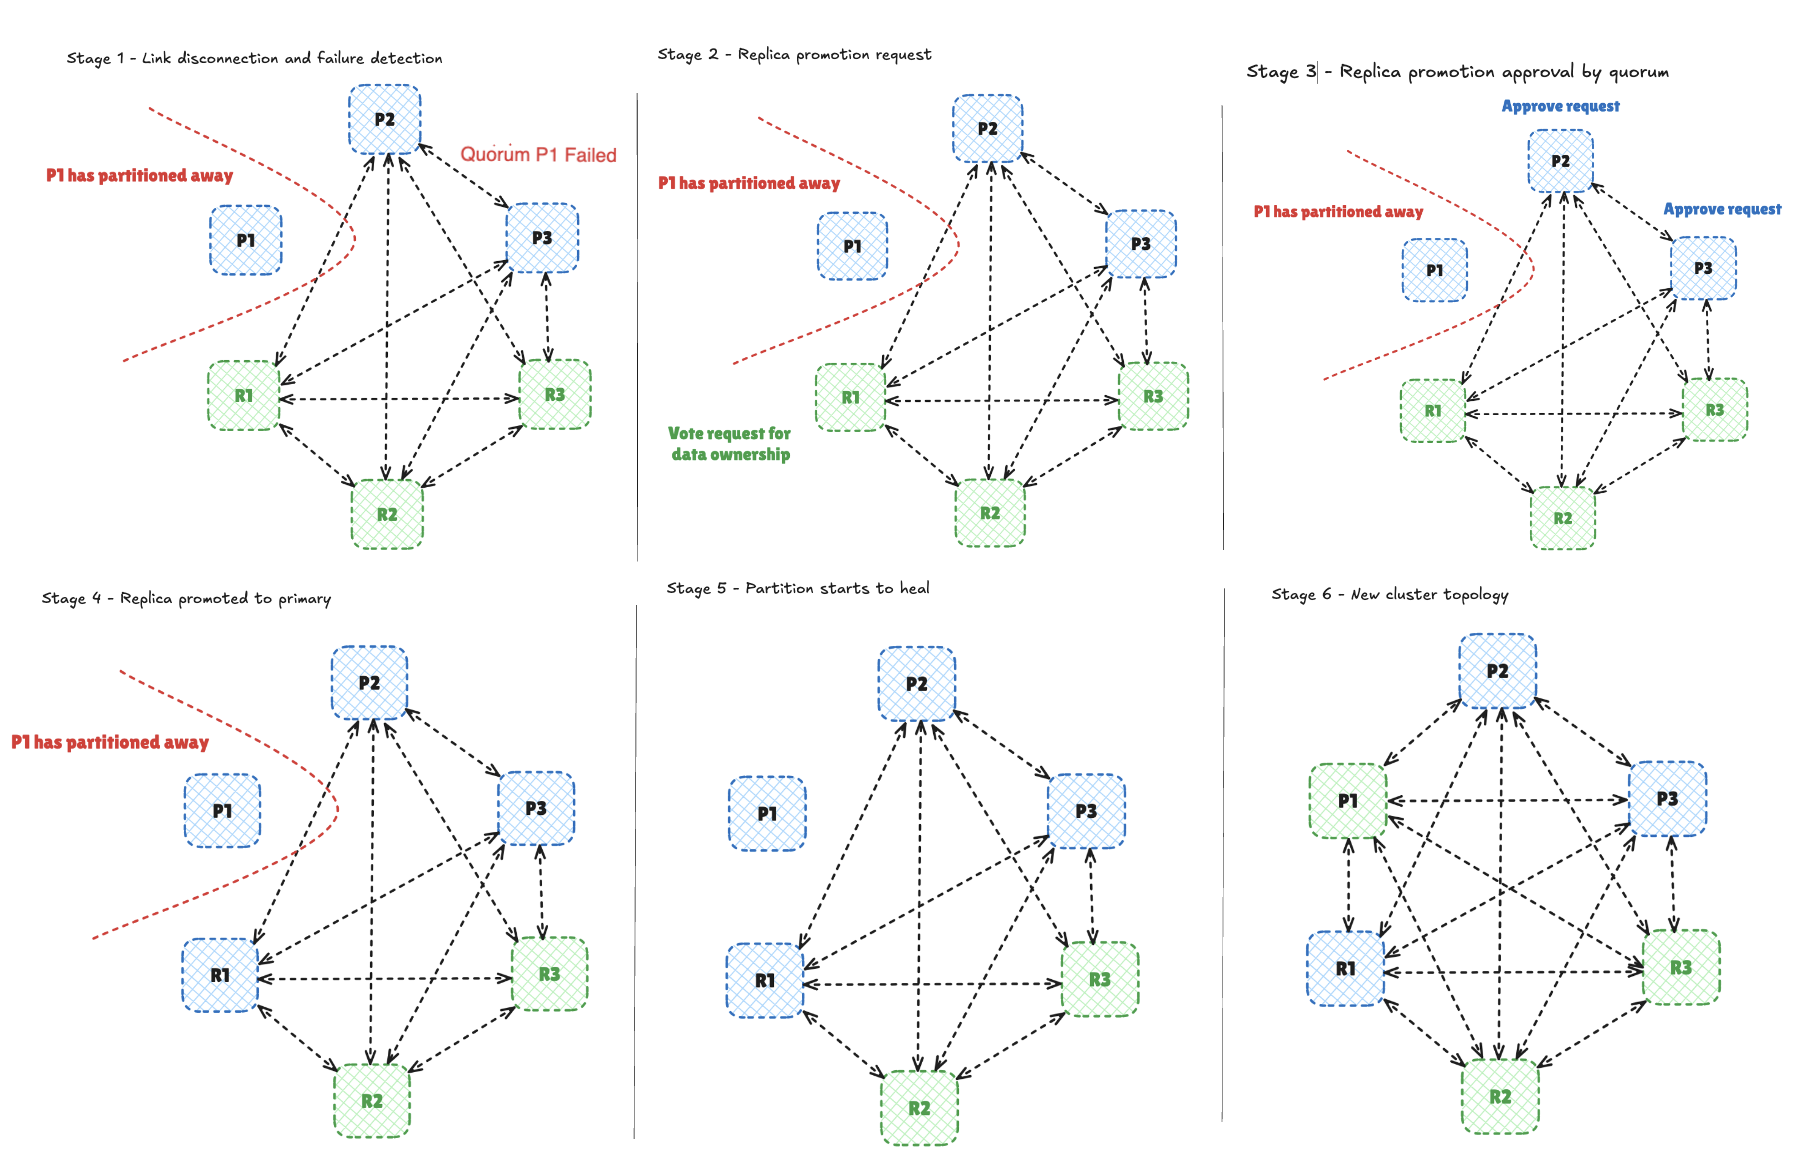 Stage 1 - Link disconnection and failure detection
P2
Quorum P1 Failed
P1 has partitioned away
P1
P3
R1
R3
R2
Stage 2 - Replica promotion request
P2
P1 has partitioned away
P1
P3
R1
R3
Vote request for
data ownership
R2
Stage 3 - Replica promotion approval by quorum
Approve request
P2
P1 has partitioned away
Approve request
P1
P3
R1
R3
R2
Stage 4 - Replica promoted to primary
P2
P1 has partitioned away
P1
P3
R1
R3
R2
Stage 5 - Partition starts to heal
P2
P1
P3
R1
R3
R2
Stage 6 - New cluster topology
P2
P1
P3
R1
R3
R2